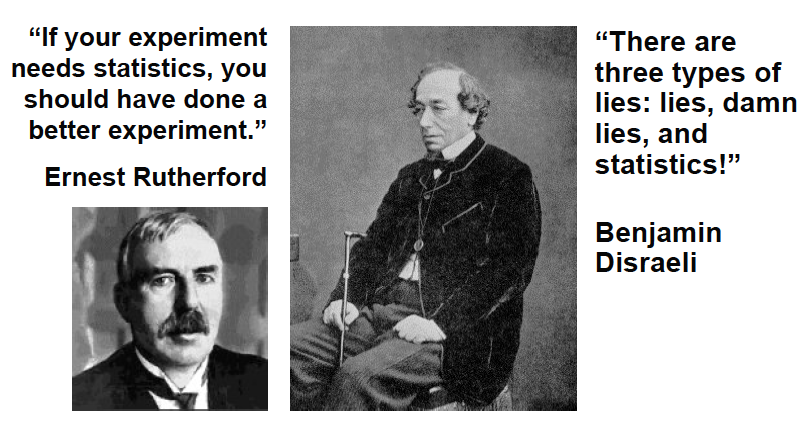 “If your experiment
needs statistics, you
should have done a
better experiment.”
Ernest Rutherford
“There are
three types of
lies: lies, damn
lies, and
statistics!”
Benjamin
Disraeli